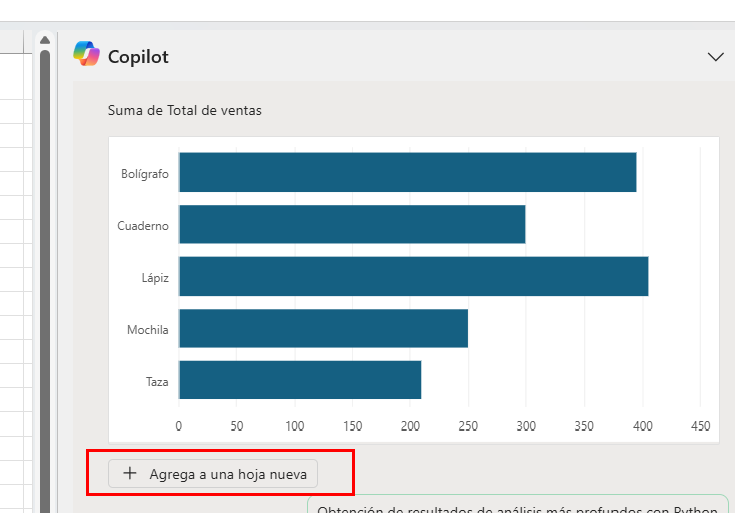 Copilot
Suma de Total de ventas
Bolígrafo
Cuaderno
Lápiz
Mochila
Taza
0 50 100 150 200 250 300 350 400 450
+ Agrega a una hoja nueva
Obtención de resultados de análisis más profundos con Python